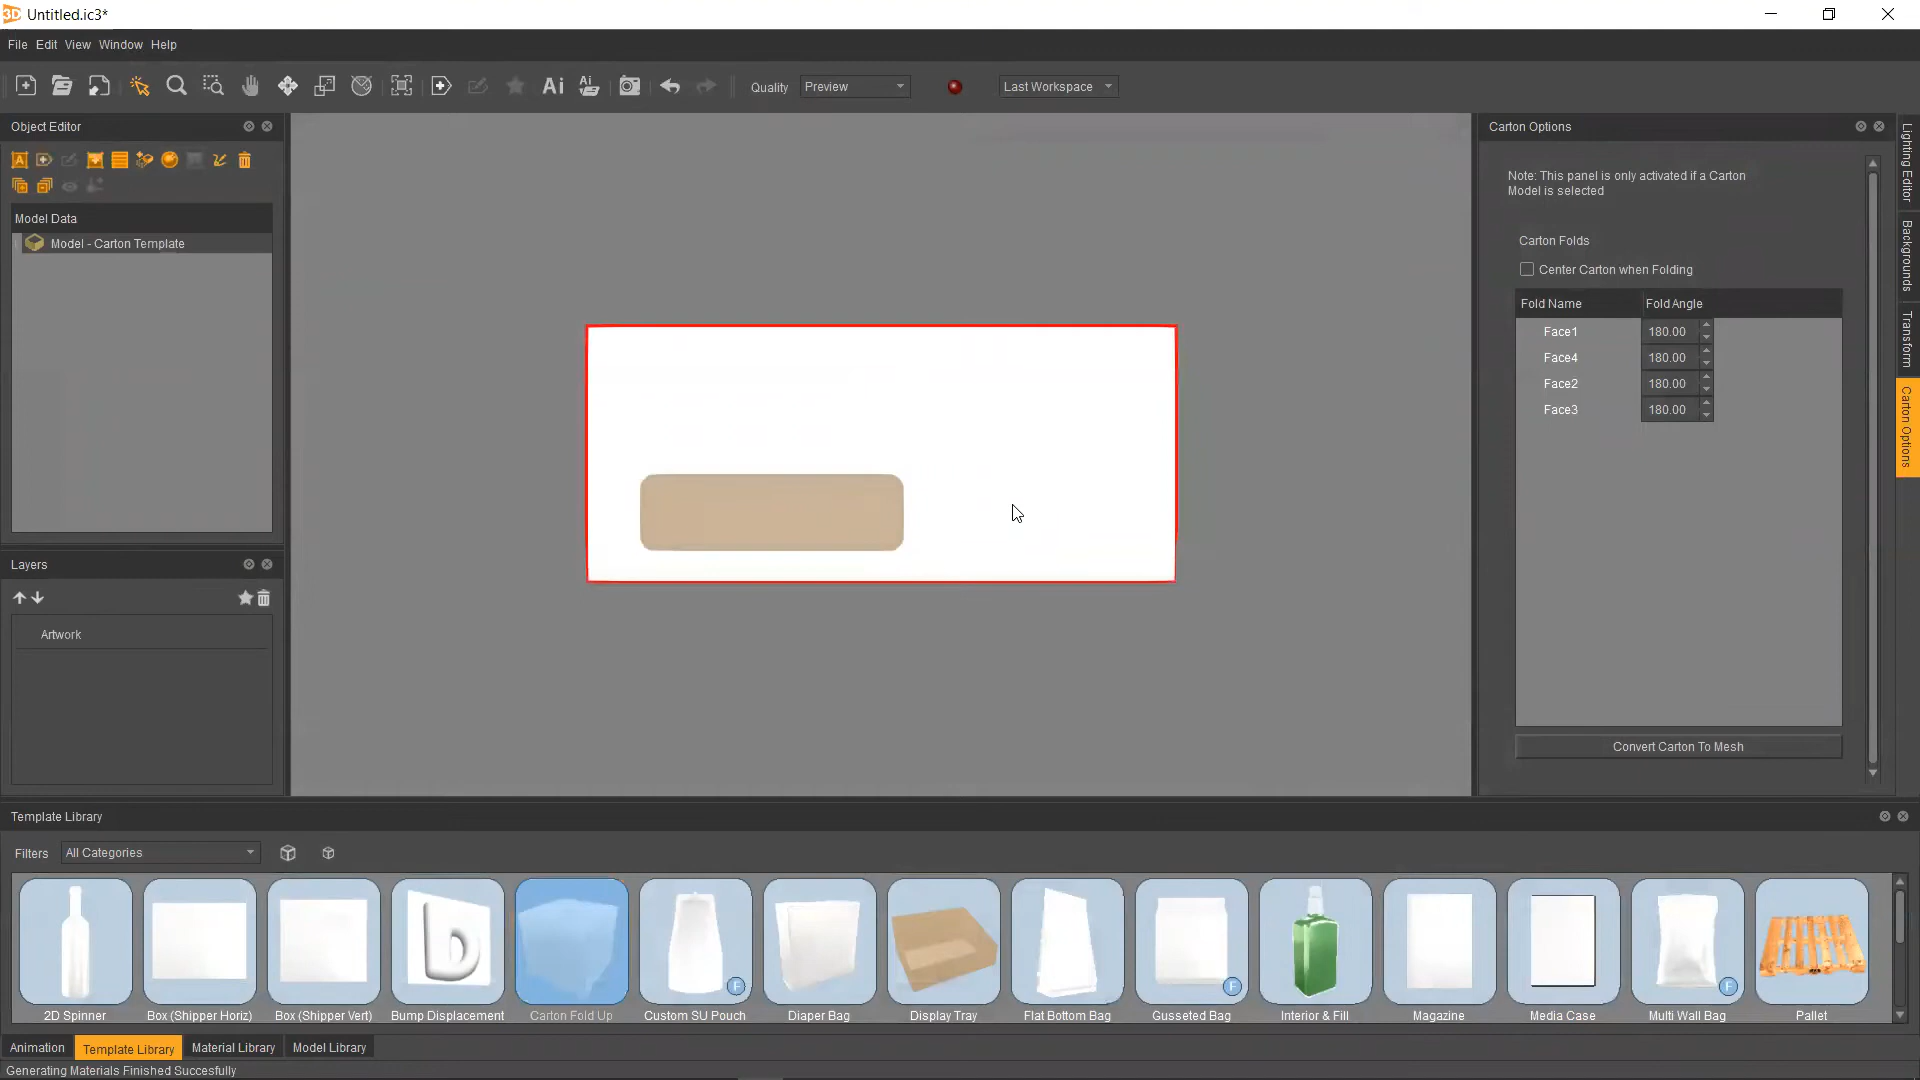 Untitled.ic3*
File Edit View Window Help
Ai Ai Quality Preview Last Workspace
Object Editor
Model Data
Model - Carton Template
Layers
Artwork
Carton Options
Note: This panel is only activated if a Carton
Model is selected
Carton Folds
Center Carton when Folding
Fold Name Fold Angle
Face1 180.00
Face4 180.00
Face2 180.00
Face3 180.00
Convert Carton To Mesh
Lighting Editor
Backgrounds
Transform
Carton Options
Template Library
Filters All Categories
2D Spinner Box (Shipper Horiz) Box (Shipper Vert) Bump Displacement Carton Fold Up Custom SU Pouch Diaper Bag Display Tray Flat Bottom Bag Gusseted Bag Interior & Fill Magazine Media Case Multi Wall Bag Pallet
Animation Template Library Material Library Model Library
Generating Materials Finished Succesfully